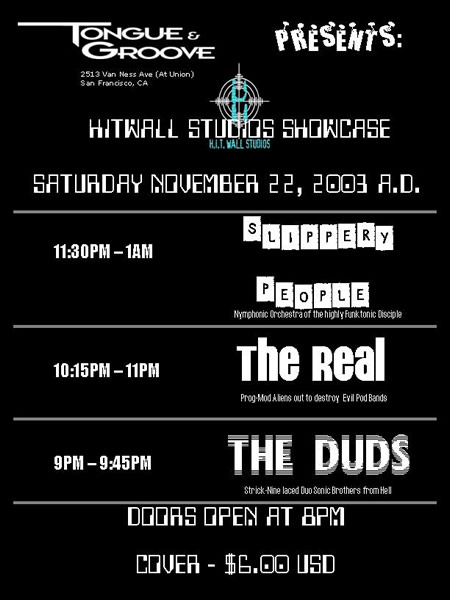 TONGUE & GROOVE
PRESENTS:
2513 Van Ness Ave (At Union)
San Francisco, CA
HITWALL STUDIOS SHOWCASE
H.I.T. WALL STUDIOS
SATURDAY NOVEMBER 22, 2003 A.D.
11:30PM – 1AM
SLIPPERY
PEOPLE
Nymphonic Orchestra of the highly Funktonic Disciple
10:15PM – 11PM
The Real
Prog-Mod Aliens out to destroy Evil Pod Bands
9PM – 9:45PM
THE DUDS
Strick-Nine laced Duo Sonic Brothers from Hell
DOORS OPEN AT 8PM
COVER - $6.00 USD